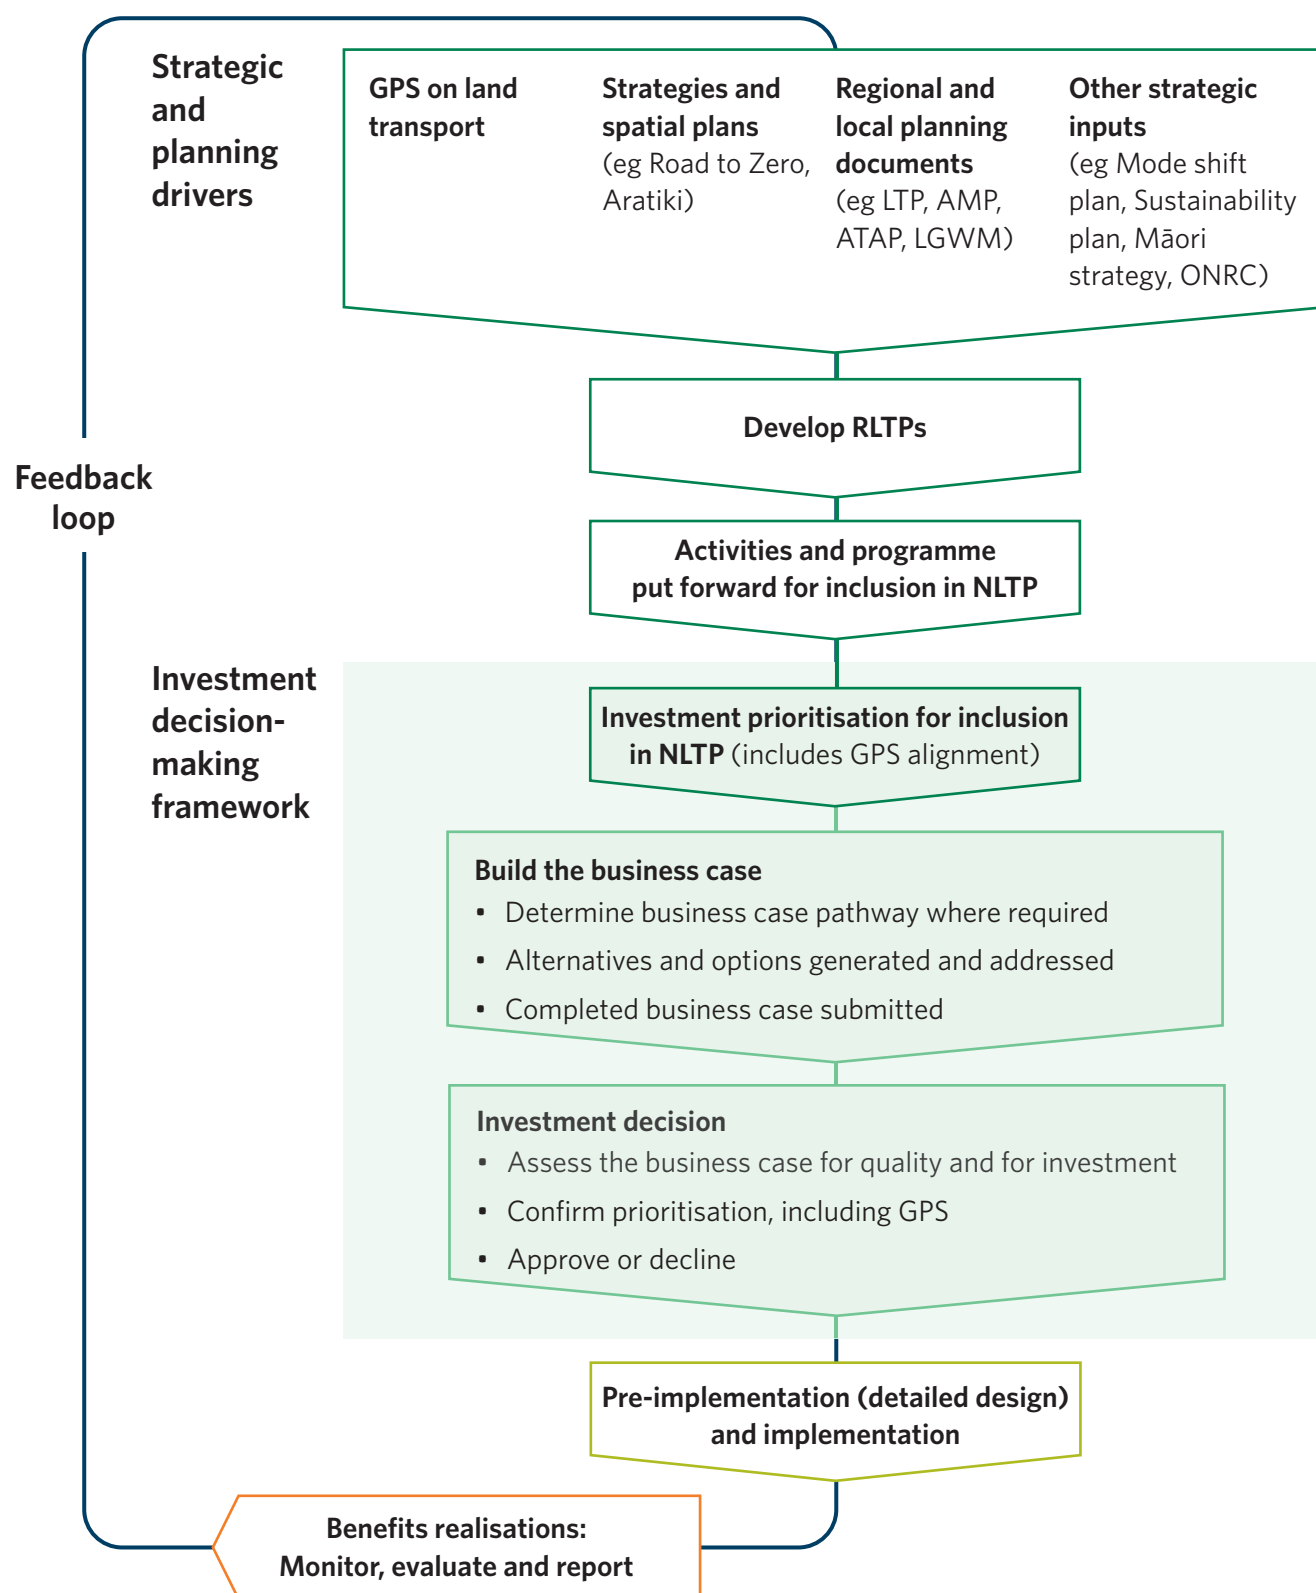 Strategic
and
planning
drivers
GPS on land
transport
Strategies and
spatial plans
(eg Road to Zero,
Aratiki)
Regional and
local planning
documents
(eg LTP, AMP,
ATAP, LGWM)
Other strategic
inputs
(eg Mode shift
plan, Sustainability
plan, Māori
strategy, ONRC)
Develop RLTPs
Feedback
loop
Activities and programme
put forward for inclusion in NLTP
Investment
decision-
making
framework
Investment prioritisation for inclusion
in NLTP (includes GPS alignment)
Build the business case
• Determine business case pathway where required
• Alternatives and options generated and addressed
• Completed business case submitted
Investment decision
• Assess the business case for quality and for investment
• Confirm prioritisation, including GPS
• Approve or decline
Pre-implementation (detailed design)
and implementation
Benefits realisations:
Monitor, evaluate and report